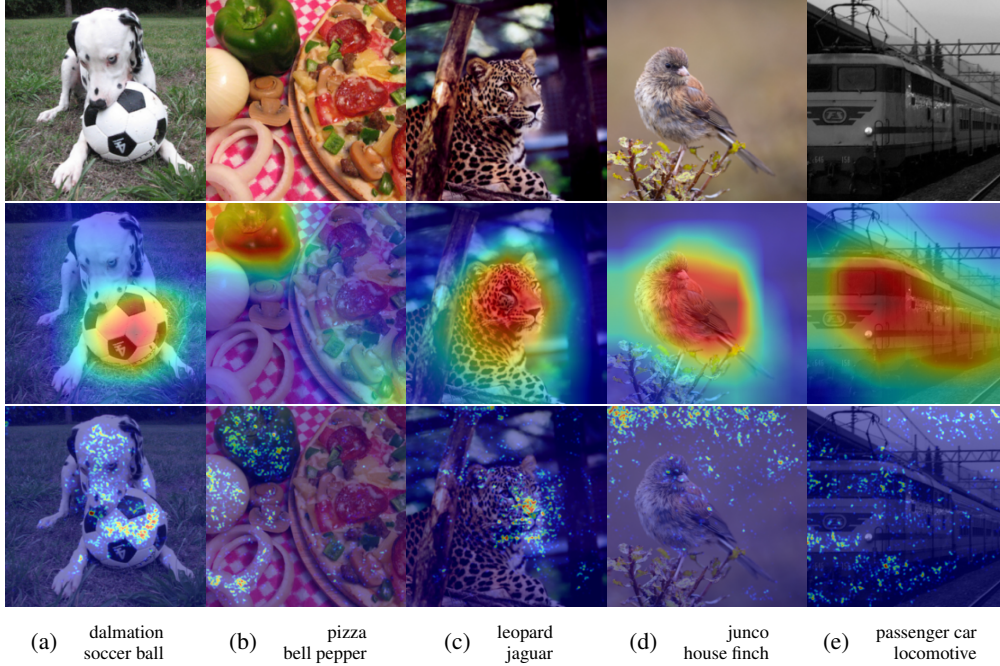 (a) dalmation
soccer ball
(b) pizza
bell pepper
(c) leopard
jaguar
(d) junco
house finch
(e) passenger car
locomotive